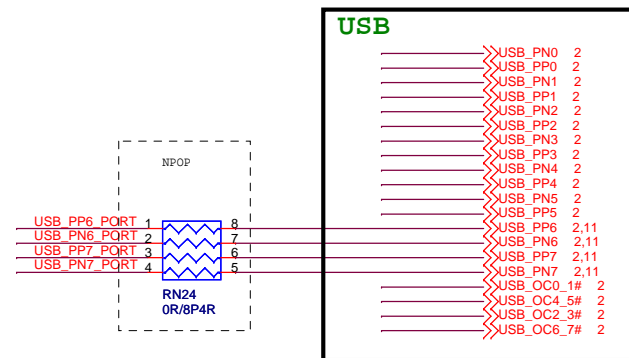 USB
USB_PN0 2
USB_PP0 2
USB_PN1 2
USB_PP1 2
USB_PN2 2
USB_PP2 2
USB_PN3 2
USB_PP3 2
NPOP
USB_PN4 2
USB_PP4 2
USB_PN5 2
USB_PP5 2
USB_PP6_PORT 1 8 USB_PP6 2,11
USB_PN6_PORT 2 7 USB_PN6 2,11
USB_PP7_PORT 3 6 USB_PP7 2,11
USB_PN7_PORT 4 5 USB_PN7 2,11
USB_OC0_1# 2
RN24
USB_OC4_5# 2
0R/8P4R
USB_OC2_3# 2
USB_OC6_7# 2